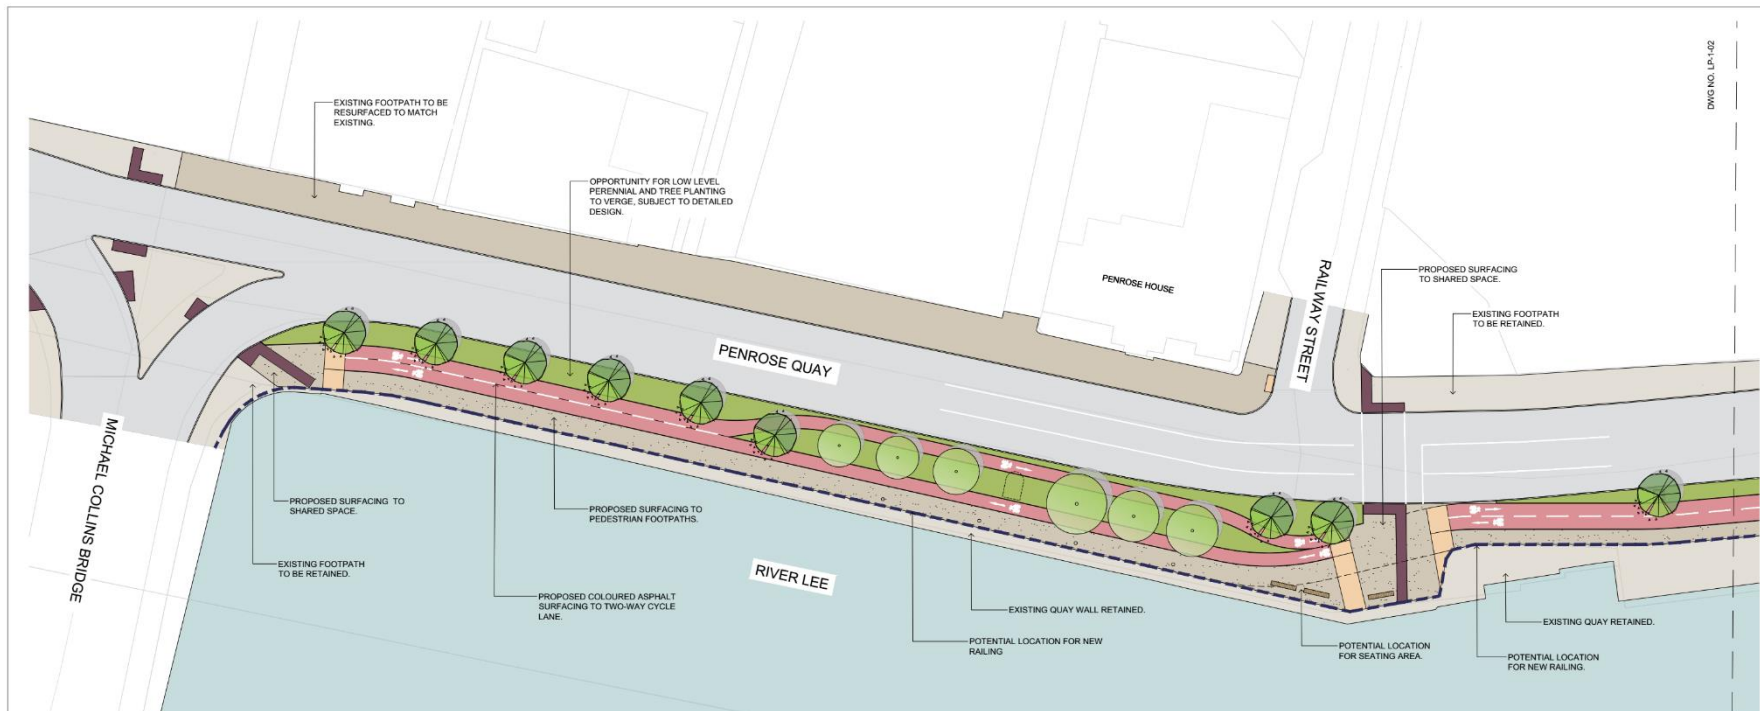 DWG NO. LP-1-02
EXISTING FOOTPATH TO BE
RESURFACED TO MATCH
EXISTING.
OPPORTUNITY FOR LOW LEVEL
PERENNIAL AND TREE PLANTING
TO VERGE, SUBJECT TO DETAILED
DESIGN.
PENROSE HOUSE
RAILWAY STREET
PROPOSED SURFACING
TO SHARED SPACE.
EXISTING FOOTPATH
TO BE RETAINED.
PENROSE QUAY
MICHAEL COLLINS BRIDGE
PROPOSED SURFACING TO
SHARED SPACE.
PROPOSED SURFACING TO
PEDESTRIAN FOOTPATHS.
EXISTING FOOTPATH
TO BE RETAINED.
RIVER LEE
PROPOSED COLOURED ASPHALT
SURFACING TO TWO-WAY CYCLE
LANE.
EXISTING QUAY WALL RETAINED.
POTENTIAL LOCATION FOR NEW
RAILING
POTENTIAL LOCATION
FOR SEATING AREA.
EXISTING QUAY RETAINED.
POTENTIAL LOCATION
FOR NEW RAILING.